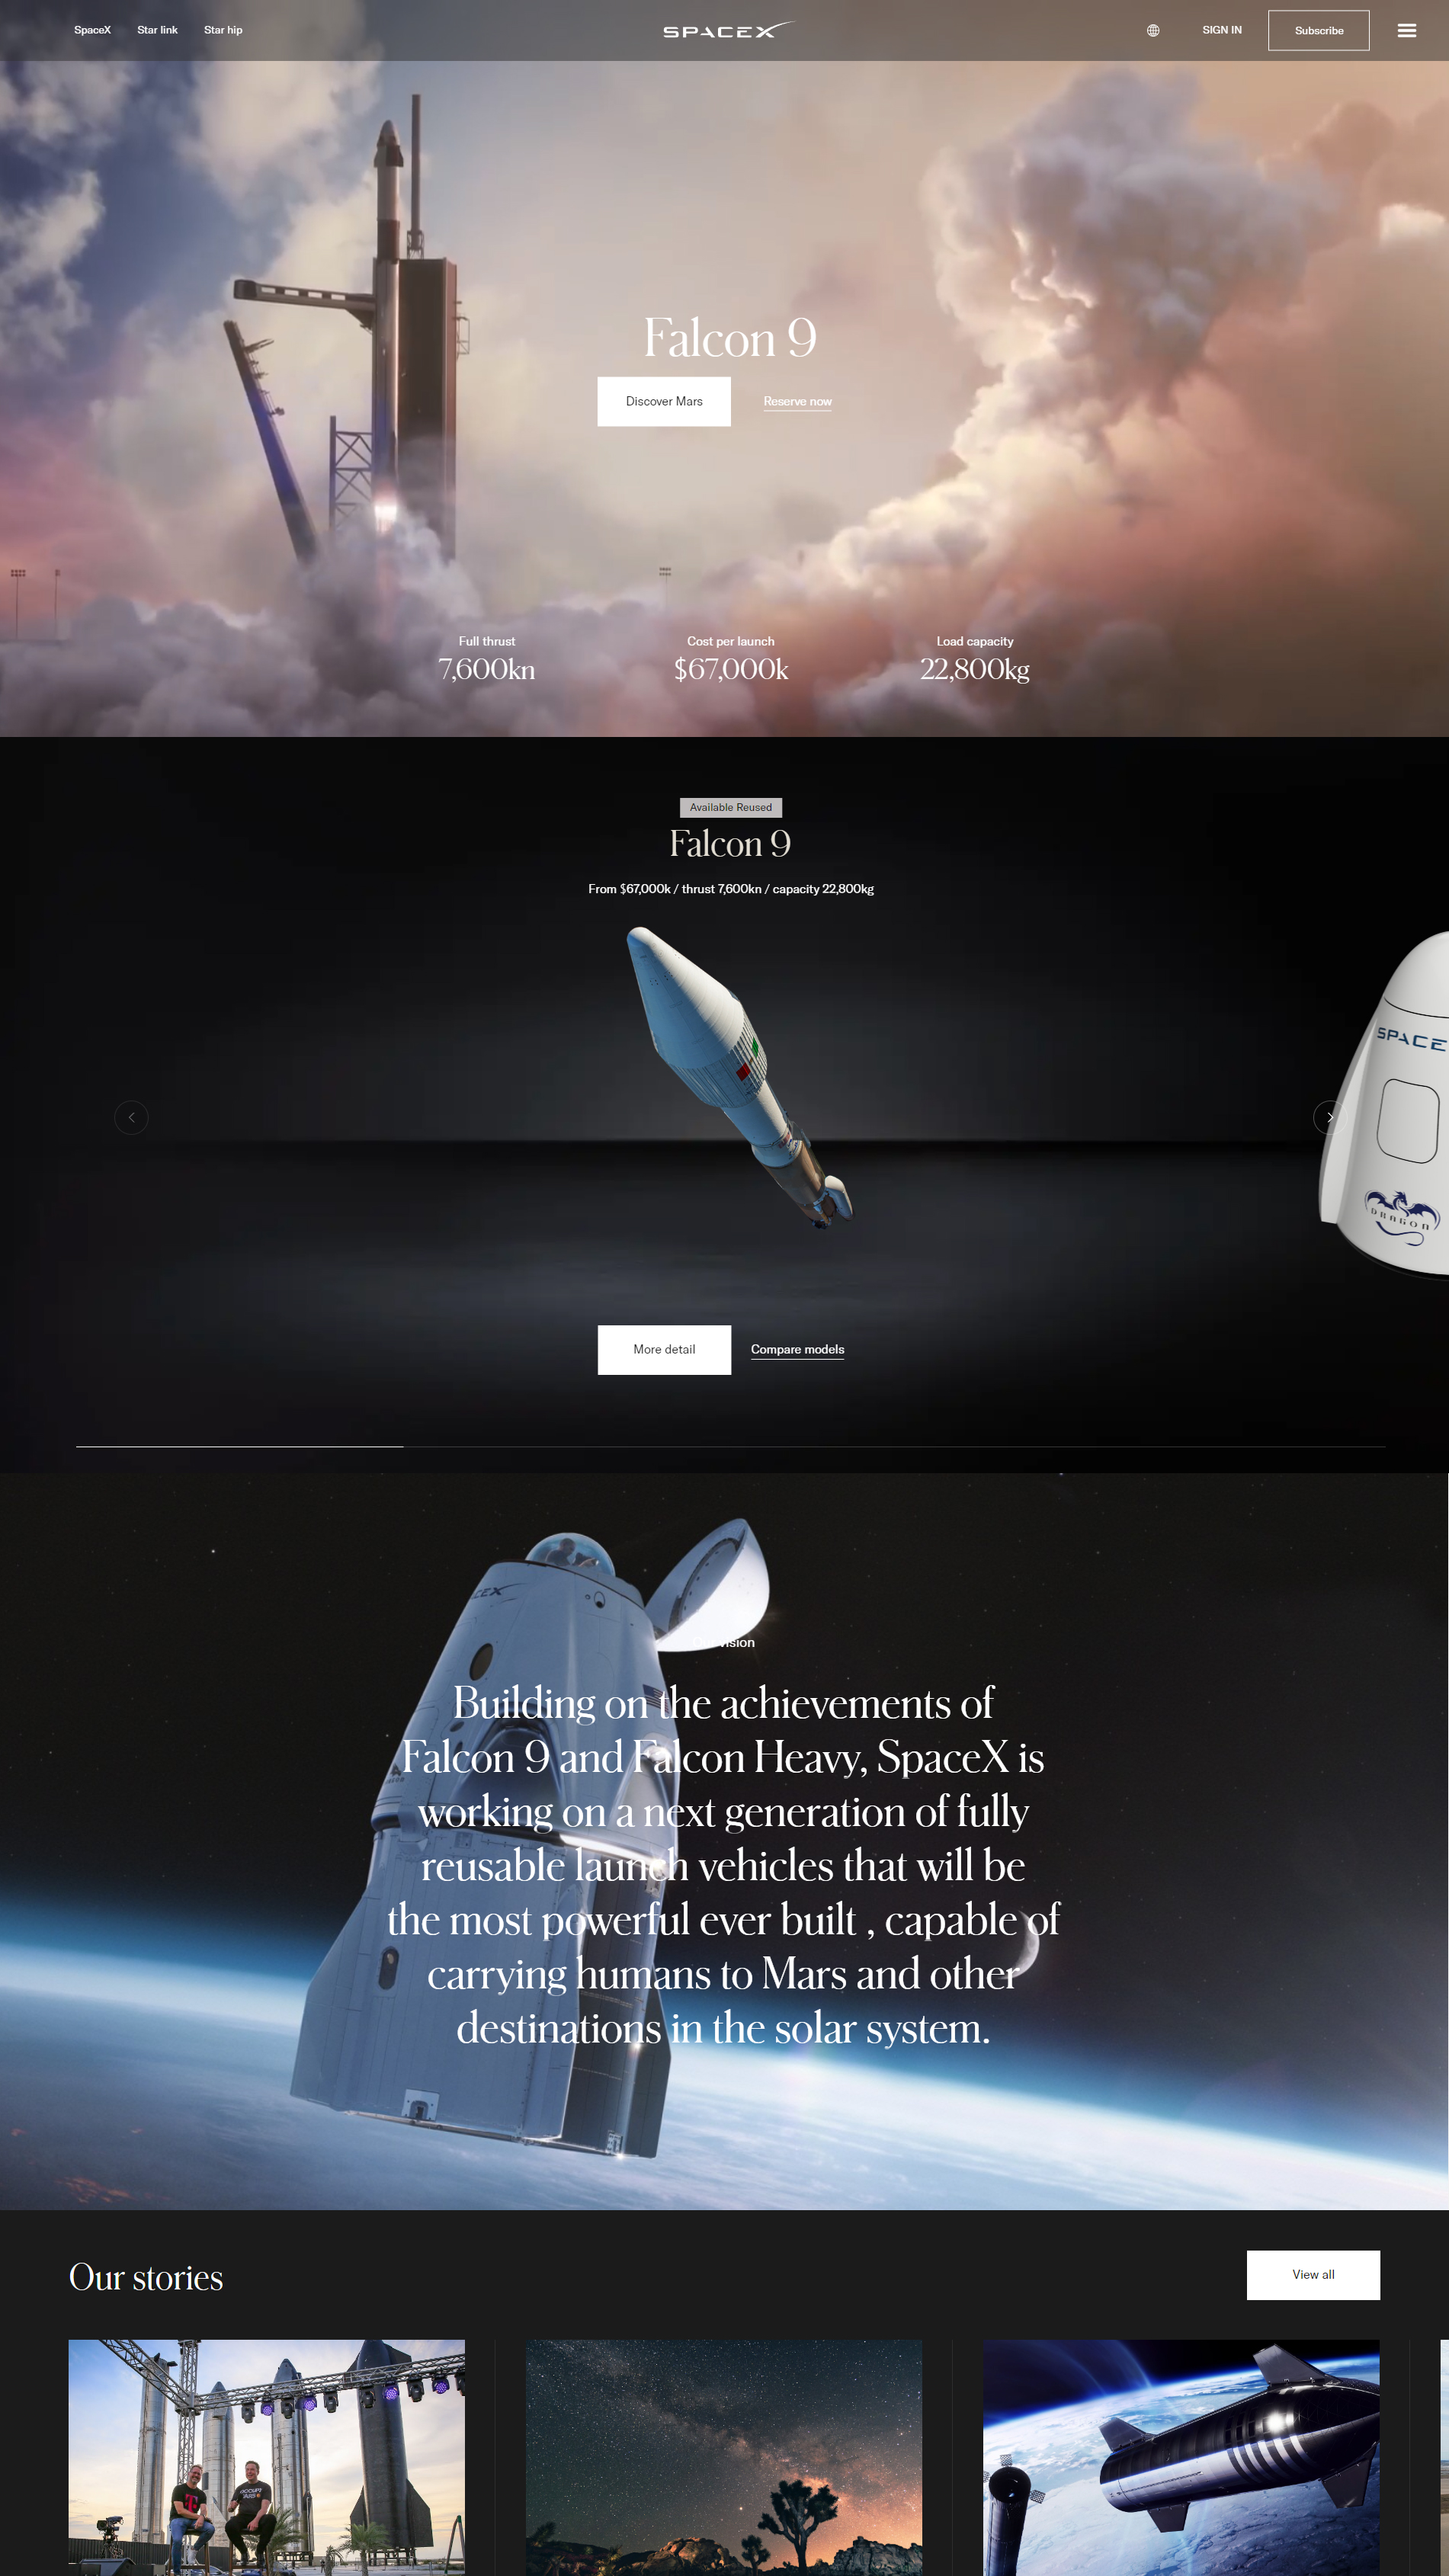 SpaceX
Star link
Star hip
SPACEX
SIGN IN
Subscribe
Falcon 9
Discover Mars
Reserve now
Full thrust
7,600kn
Cost per launch
$67,000k
Load capacity
22,800kg
Available Reused
Falcon 9
From $67,000k / thrust 7,600kn / capacity 22,800kg
SPACE
DRAGON
More detail
Compare models
vision
Building on the achievements of
Falcon 9 and Falcon Heavy, SpaceX is
working on a next generation of fully
reusable launch vehicles that will be
the most powerful ever built , capable of
carrying humans to Mars and other
destinations in the solar system.
Our stories
View all